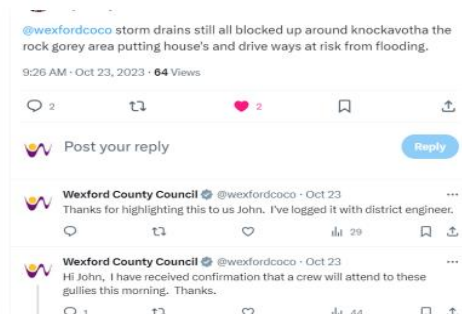 @wexfordcoco storm drains still all blocked up around knockavotha the
rock gorey area putting house's and drive ways at risk from flooding.
9:26 AM · Oct 23, 2023 · 64 Views
2
2
Post your reply
Reply
Wexford County Council @wexfordcoco · Oct 23
Thanks for highlighting this to us John. I've logged it with district engineer.
29
Wexford County Council @wexfordcoco · Oct 23
Hi John, I have received confirmation that a crew will attend to these
gullies this morning. Thanks.
1
44